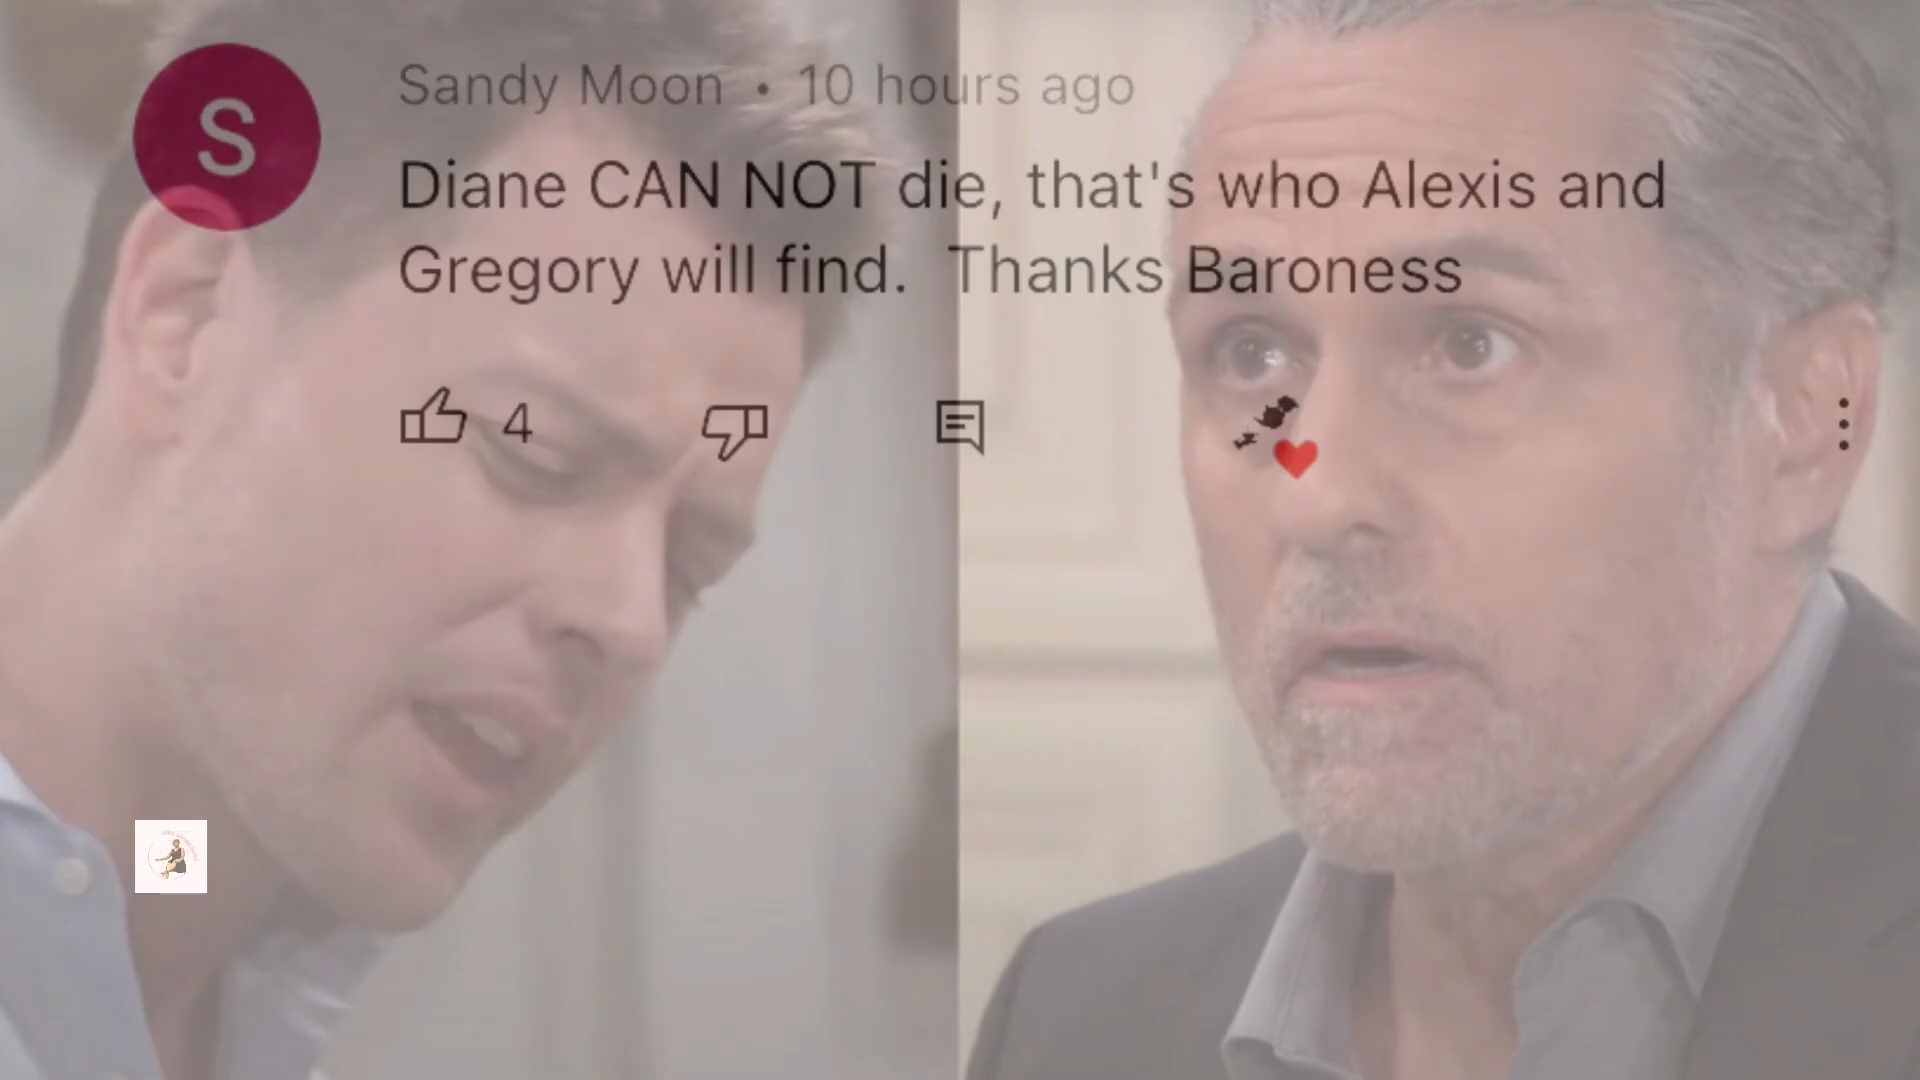 S
Sandy Moon • 10 hours ago
Diane CAN NOT die, that's who Alexis and
Gregory will find.  Thanks Baroness
4